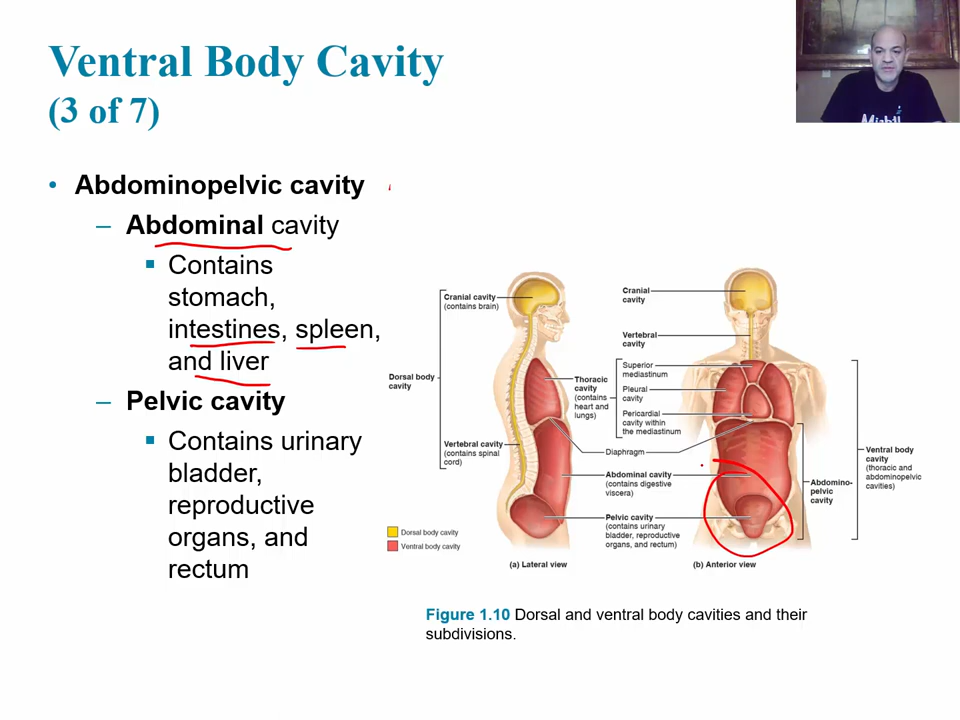 Ventral Body Cavity
(3 of 7)
• Abdominopelvic cavity
– Abdominal cavity
▪ Contains
stomach,
intestines, spleen,
and liver
– Pelvic cavity
▪ Contains urinary
bladder,
reproductive
organs, and
rectum
Cranial cavity
(contains brain)
Dorsal body
cavity
Vertebral cavity
(contains spinal
cord)
Dorsal body cavity
Ventral body cavity
Thoracic
cavity
(contains
heart and
lungs)
Cranial
cavity
Vertebral
cavity
Superior
mediastinum
Pleural
cavity
Pericardial
cavity within
the mediastinum
Diaphragm
Abdominal cavity
(contains digestive
viscera)
Pelvic cavity
(contains urinary
bladder, reproductive
organs, and rectum)
Abdomino-
pelvic
cavity
Ventral body
cavity
(thoracic and
abdominopelvic
cavities)
(a) Lateral view
(b) Anterior view
Figure 1.10 Dorsal and ventral body cavities and their
subdivisions.